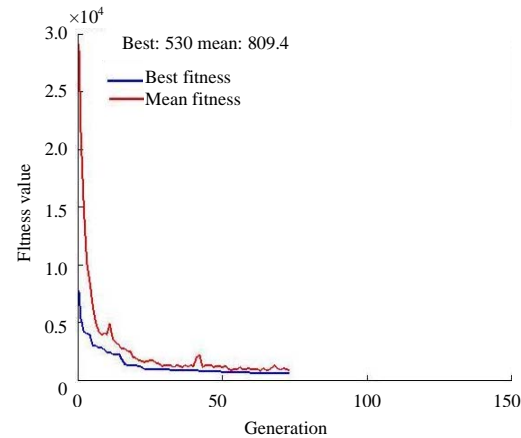 ×10⁴
3.0
Best: 530 mean: 809.4
Best fitness
Mean fitness
2.5
2.0
1.5
1.0
0.5
0
FItness value
0
50
100
150
Generation